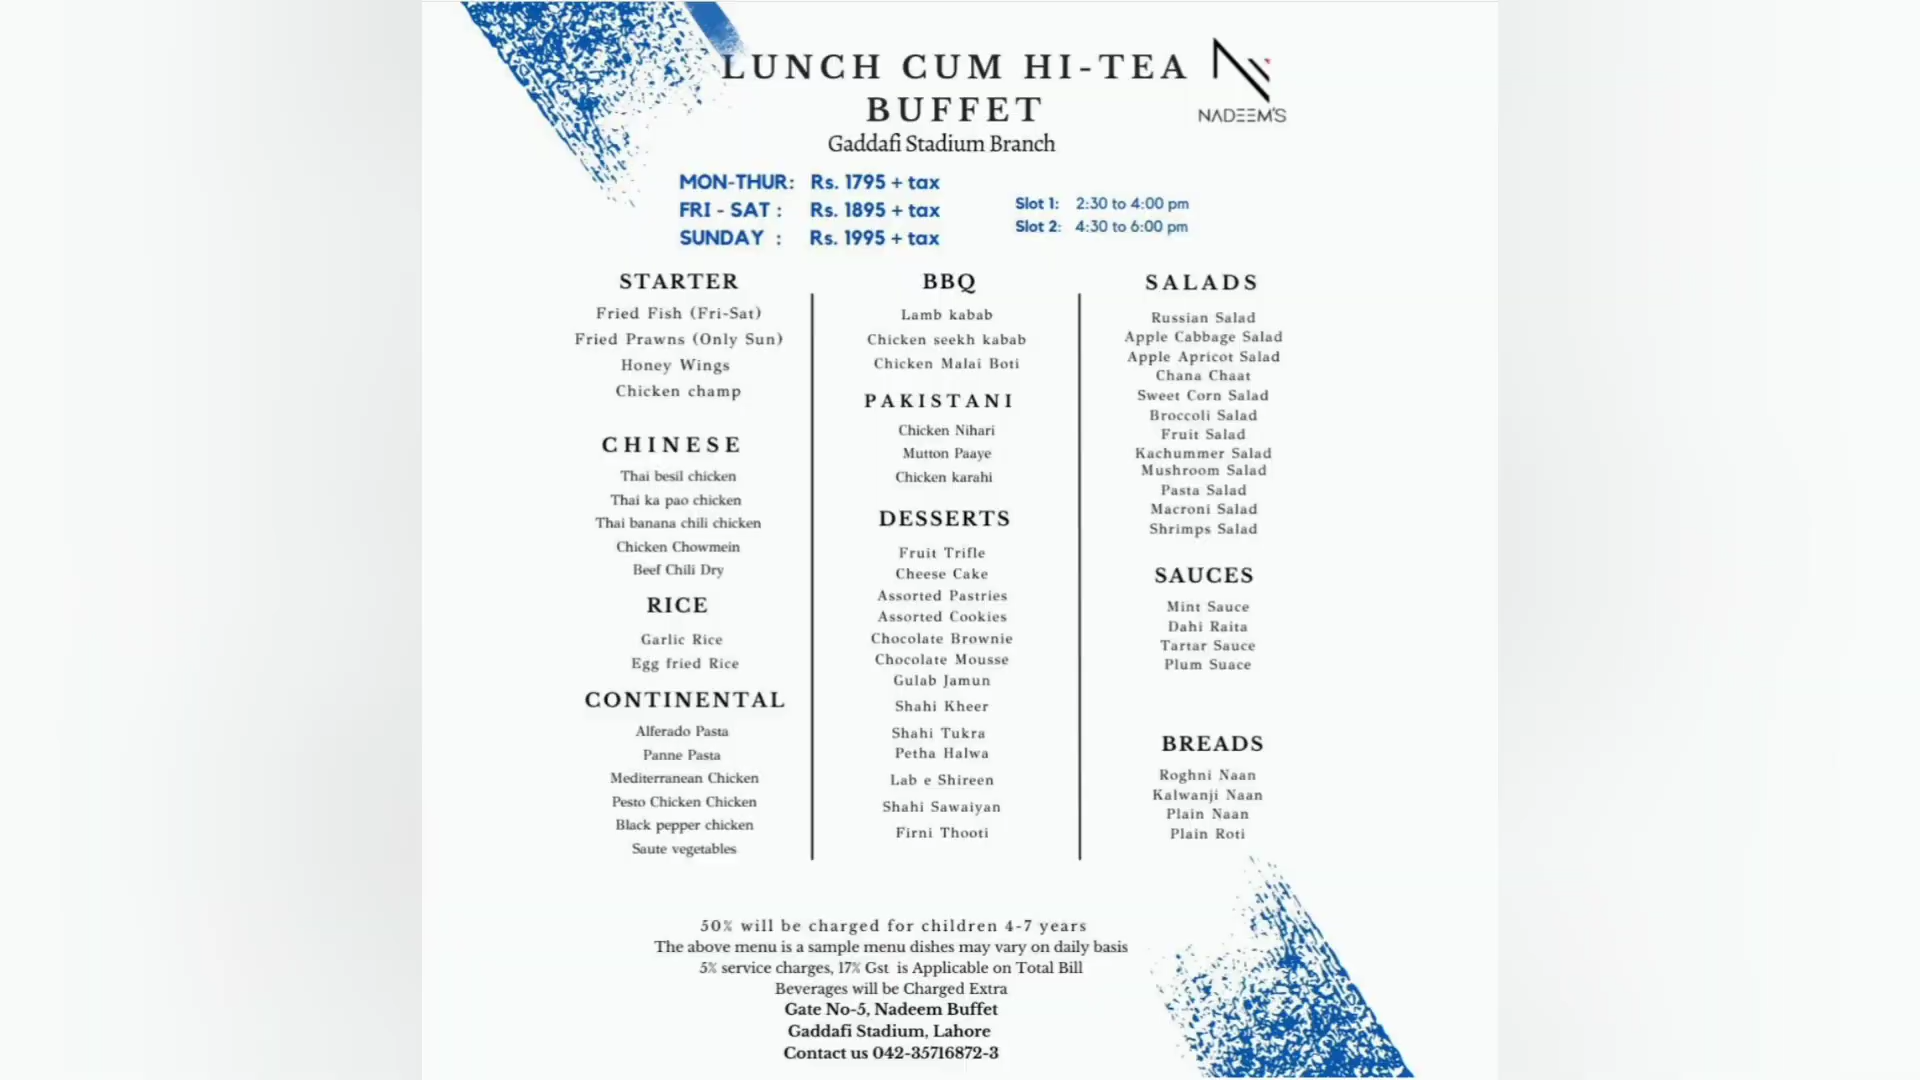 LUNCH CUM HI-TEA
BUFFET
NADEEM'S
Gaddafi Stadium Branch
MON-THUR: Rs. 1795 + tax
FRI - SAT : Rs. 1895 + tax
SUNDAY : Rs. 1995 + tax
Slot 1: 2:30 to 4:00 pm
Slot 2: 4:30 to 6:00 pm
STARTER
Fried Fish (Fri-Sat)
Fried Prawns (Only Sun)
Honey Wings
Chicken champ
CHINESE
Thai besil chicken
Thai ka pao chicken
Thai banana chili chicken
Chicken Chowmein
Beef Chili Dry
RICE
Garlic Rice
Egg fried Rice
CONTINENTAL
Alferado Pasta
Panne Pasta
Mediterranean Chicken
Pesto Chicken Chicken
Black pepper chicken
Saute vegetables
BBQ
Lamb kabab
Chicken seekh kabab
Chicken Malai Boti
PAKISTANI
Chicken Nihari
Mutton Paaye
Chicken karahi
DESSERTS
Fruit Trifle
Cheese Cake
Assorted Pastries
Assorted Cookies
Chocolate Brownie
Chocolate Mousse
Gulab Jamun
Shahi Kheer
Shahi Tukra
Petha Halwa
Lab e Shireen
Shahi Sawaiyan
Firni Thooti
SALADS
Russian Salad
Apple Cabbage Salad
Apple Apricot Salad
Chana Chaat
Sweet Corn Salad
Broccoli Salad
Fruit Salad
Kachummer Salad
Mushroom Salad
Pasta Salad
Macroni Salad
Shrimps Salad
SAUCES
Mint Sauce
Dahi Raita
Tartar Sauce
Plum Suace
BREADS
Roghni Naan
Kalwanji Naan
Plain Naan
Plain Roti
50% will be charged for children 4-7 years
The above menu is a sample menu dishes may vary on daily basis
5% service charges, 17% Gst is Applicable on Total Bill
Beverages will be Charged Extra
Gate No-5, Nadeem Buffet
Gaddafi Stadium, Lahore
Contact us 042-35716872-3